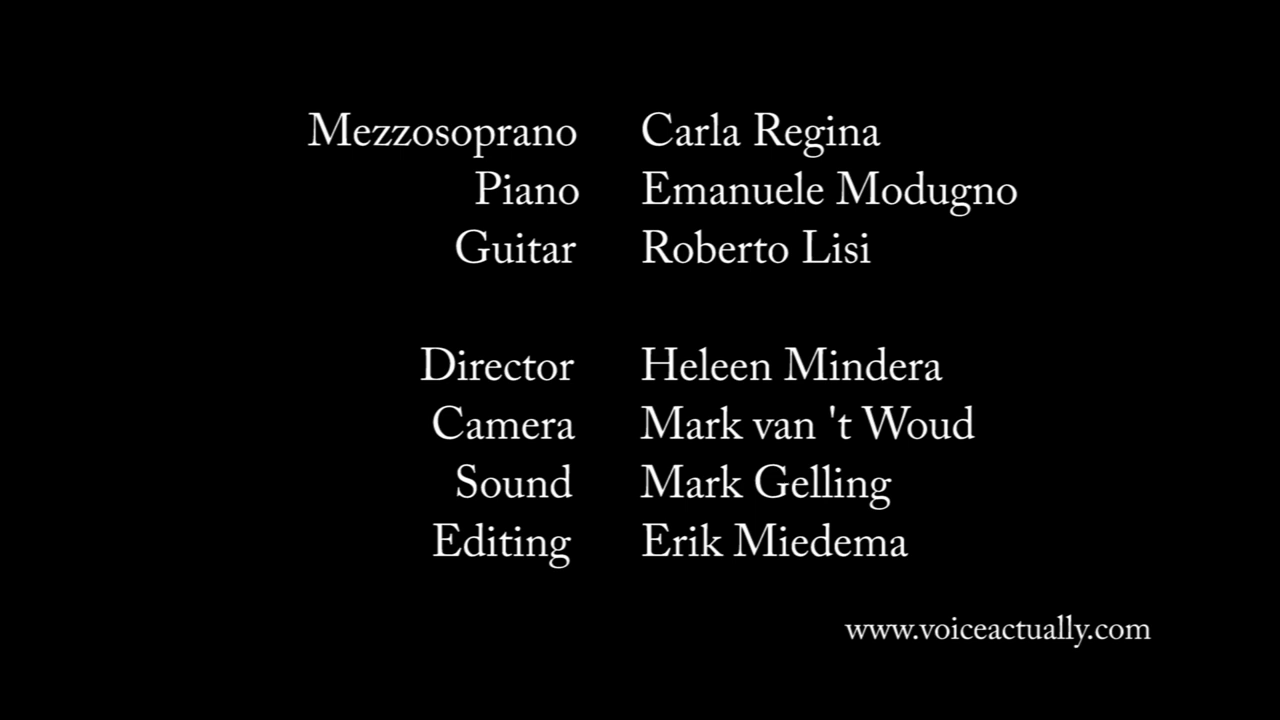 Mezzosoprano Carla Regina
Piano Emanuele Modugno
Guitar Roberto Lisi
Director Heleen Mindera
Camera Mark van 't Woud
Sound Mark Gelling
Editing Erik Miedema
www.voiceactually.com